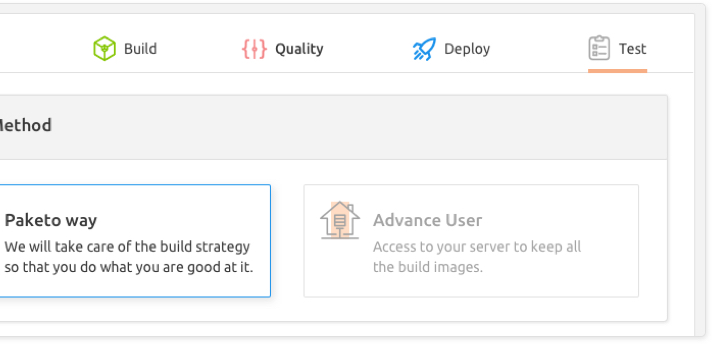 Build
Quality
Deploy
Test
Method
Paketo way
We will take care of the build strategy
so that you do what you are good at it.
Advance User
Access to your server to keep all
the build images.